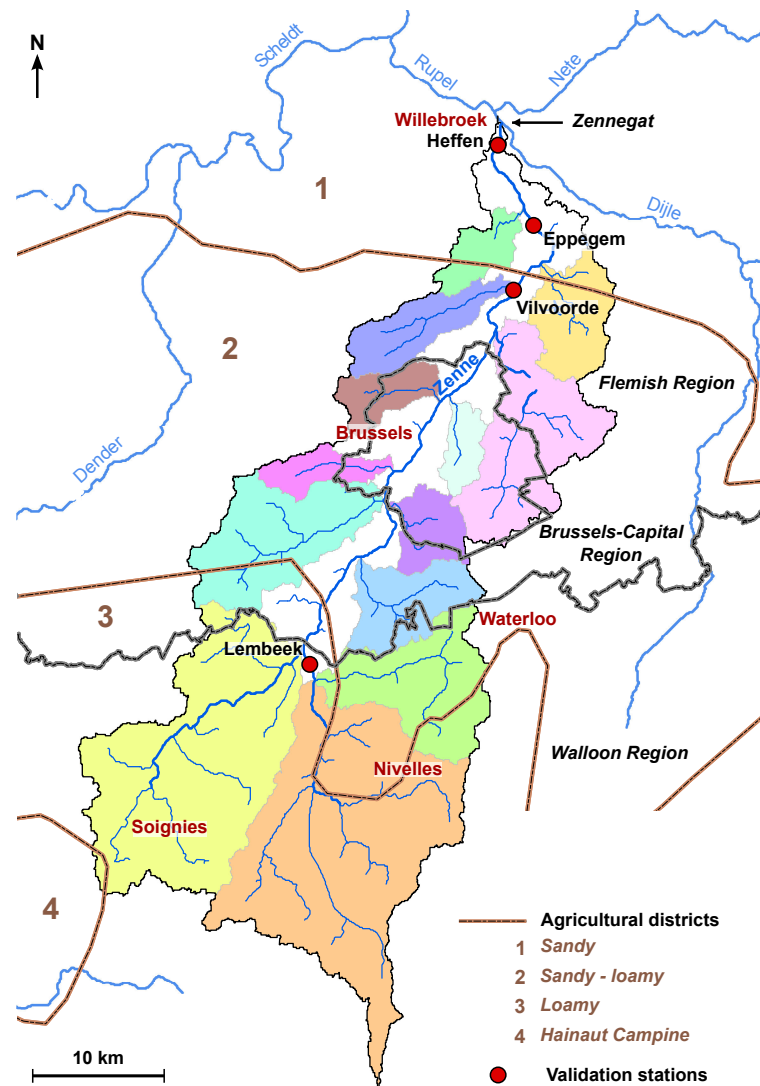 N
Scheldt
Rupel
Nete
Willebroek
Heffen
Zennegat
1
Dijle
Eppegem
Vilvoorde
2
Zenne
Flemish Region
Brussels
Dender
Brussels-Capital
Region
3
Waterloo
Lembeek
Walloon Region
Nivelles
Soignies
4
Agricultural districts
1 Sandy
2 Sandy - loamy
3 Loamy
4 Hainaut Campine
10 km
Validation stations